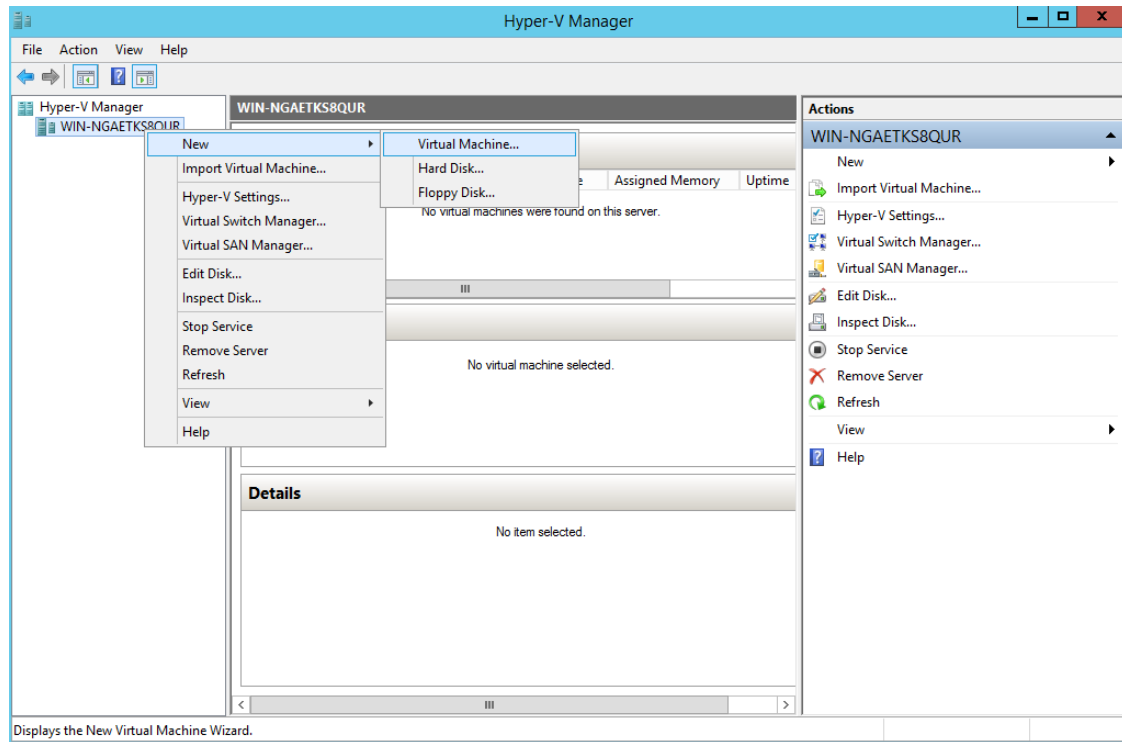 Hyper-V Manager
File Action View Help
Hyper-V Manager
WIN-NGAETKS8QUR
WIN-NGAETKS8QUR
New
Import Virtual Machine...
Hyper-V Settings...
Virtual Switch Manager...
Virtual SAN Manager...
Edit Disk...
Inspect Disk...
Stop Service
Remove Server
Refresh
View
Help
Virtual Machine...
Hard Disk...
Floppy Disk...
Assigned Memory Uptime
No virtual machines were found on this server.
No virtual machine selected.
Details
No item selected.
Actions
WIN-NGAETKS8QUR
New
Import Virtual Machine...
Hyper-V Settings...
Virtual Switch Manager...
Virtual SAN Manager...
Edit Disk...
Inspect Disk...
Stop Service
Remove Server
Refresh
View
Help
Displays the New Virtual Machine Wizard.